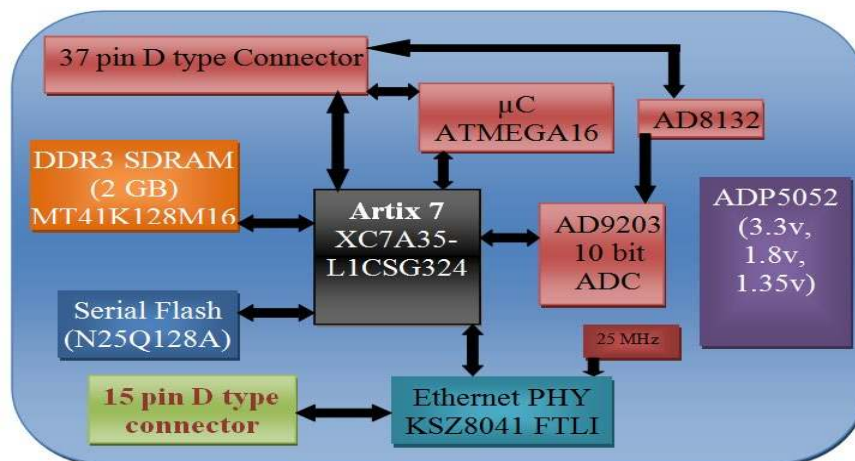 37 pin D type Connector
µC
ATMEGA16
AD8132
DDR3 SDRAM
(2 GB)
MT41K128M16
Artix 7
XC7A35-
L1CSG324
AD9203
10 bit
ADC
ADP5052
(3.3v,
1.8v,
1.35v)
Serial Flash
(N25Q128A)
25 MHz
15 pin D type
connector
Ethernet PHY
KSZ8041 FTLI